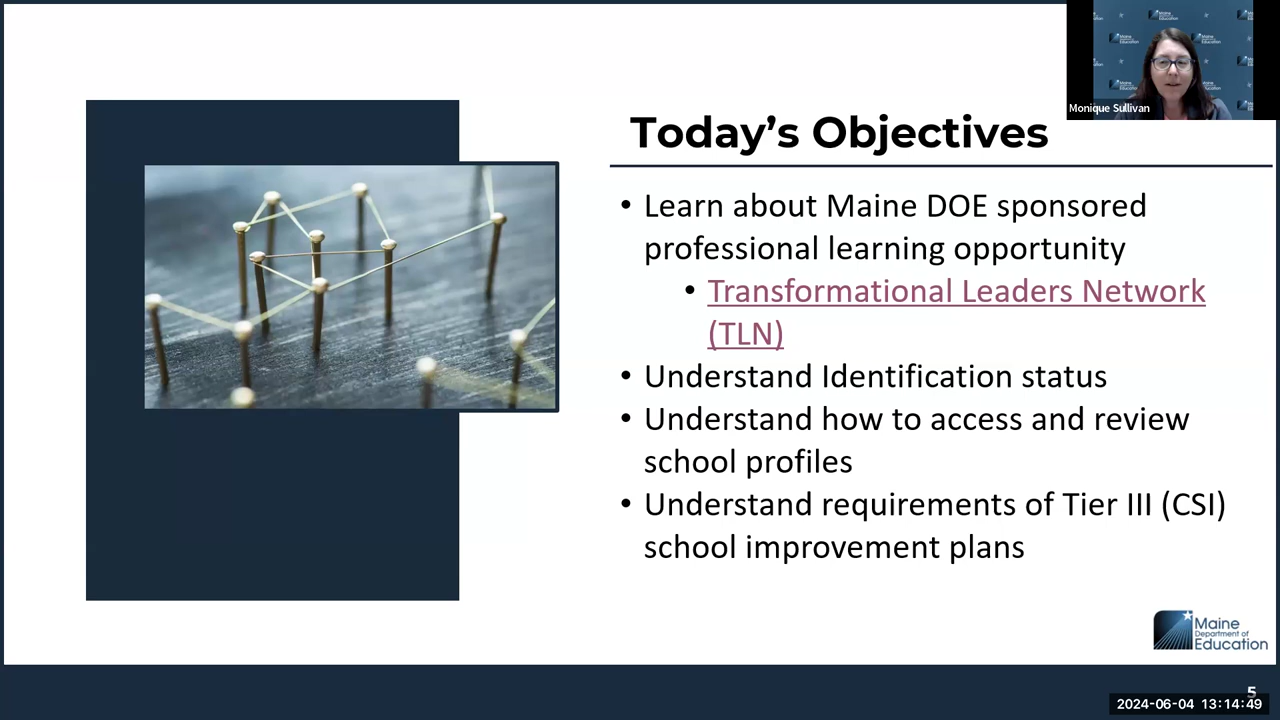 Monique Sullivan
Today’s Objectives
• Learn about Maine DOE sponsored
professional learning opportunity
• Transformational Leaders Network
(TLN)
• Understand Identification status
• Understand how to access and review
school profiles
• Understand requirements of Tier III (CSI)
school improvement plans
Maine
Department of
Education
5
2024-06-04 13:14:49